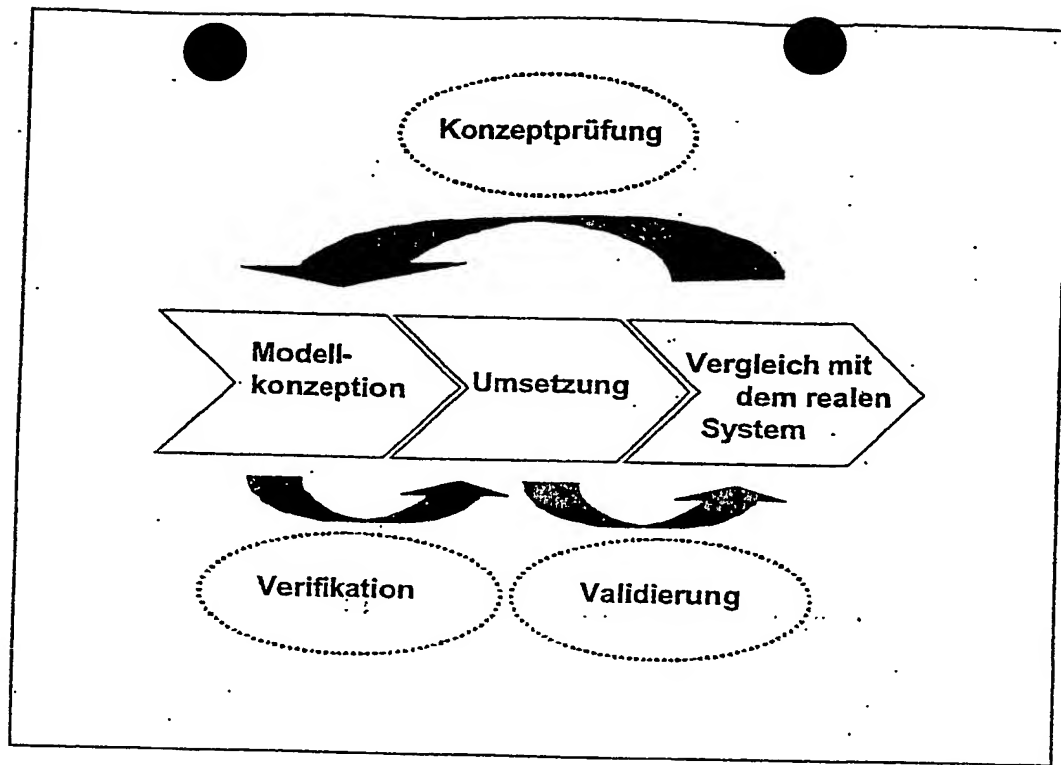 Konzeptprüfung
Modell-
konzeption
Umsetzung
Vergleich mit
dem realen
System
Verifikation
Validierung